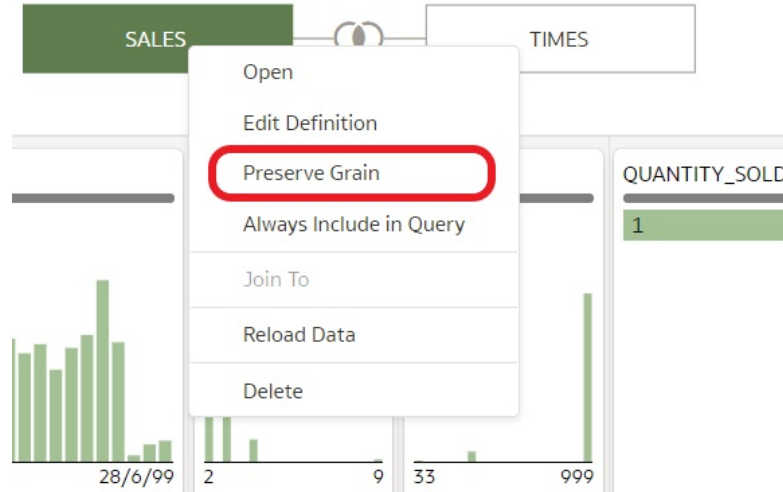 SALES
TIMES
Open
Edit Definition
Preserve Grain
Always Include in Query
Join To
Reload Data
Delete
QUANTITY_SOLD
1
28/6/99
2
9
33
999